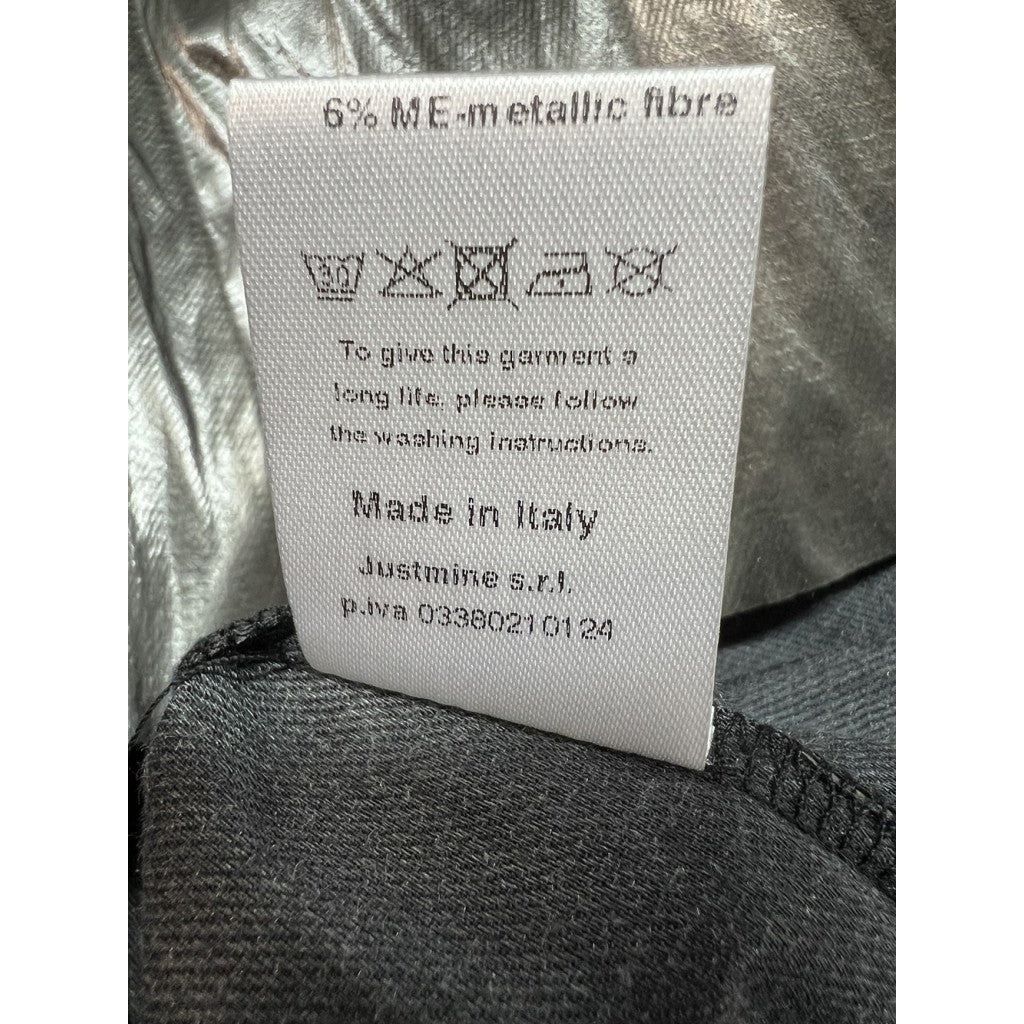 6% ME-metallic fibre
30
To give this garment a
long life, please follow
the washing instructions.
Made in Italy
Justmine s.r.l.
p.iva 03380210124